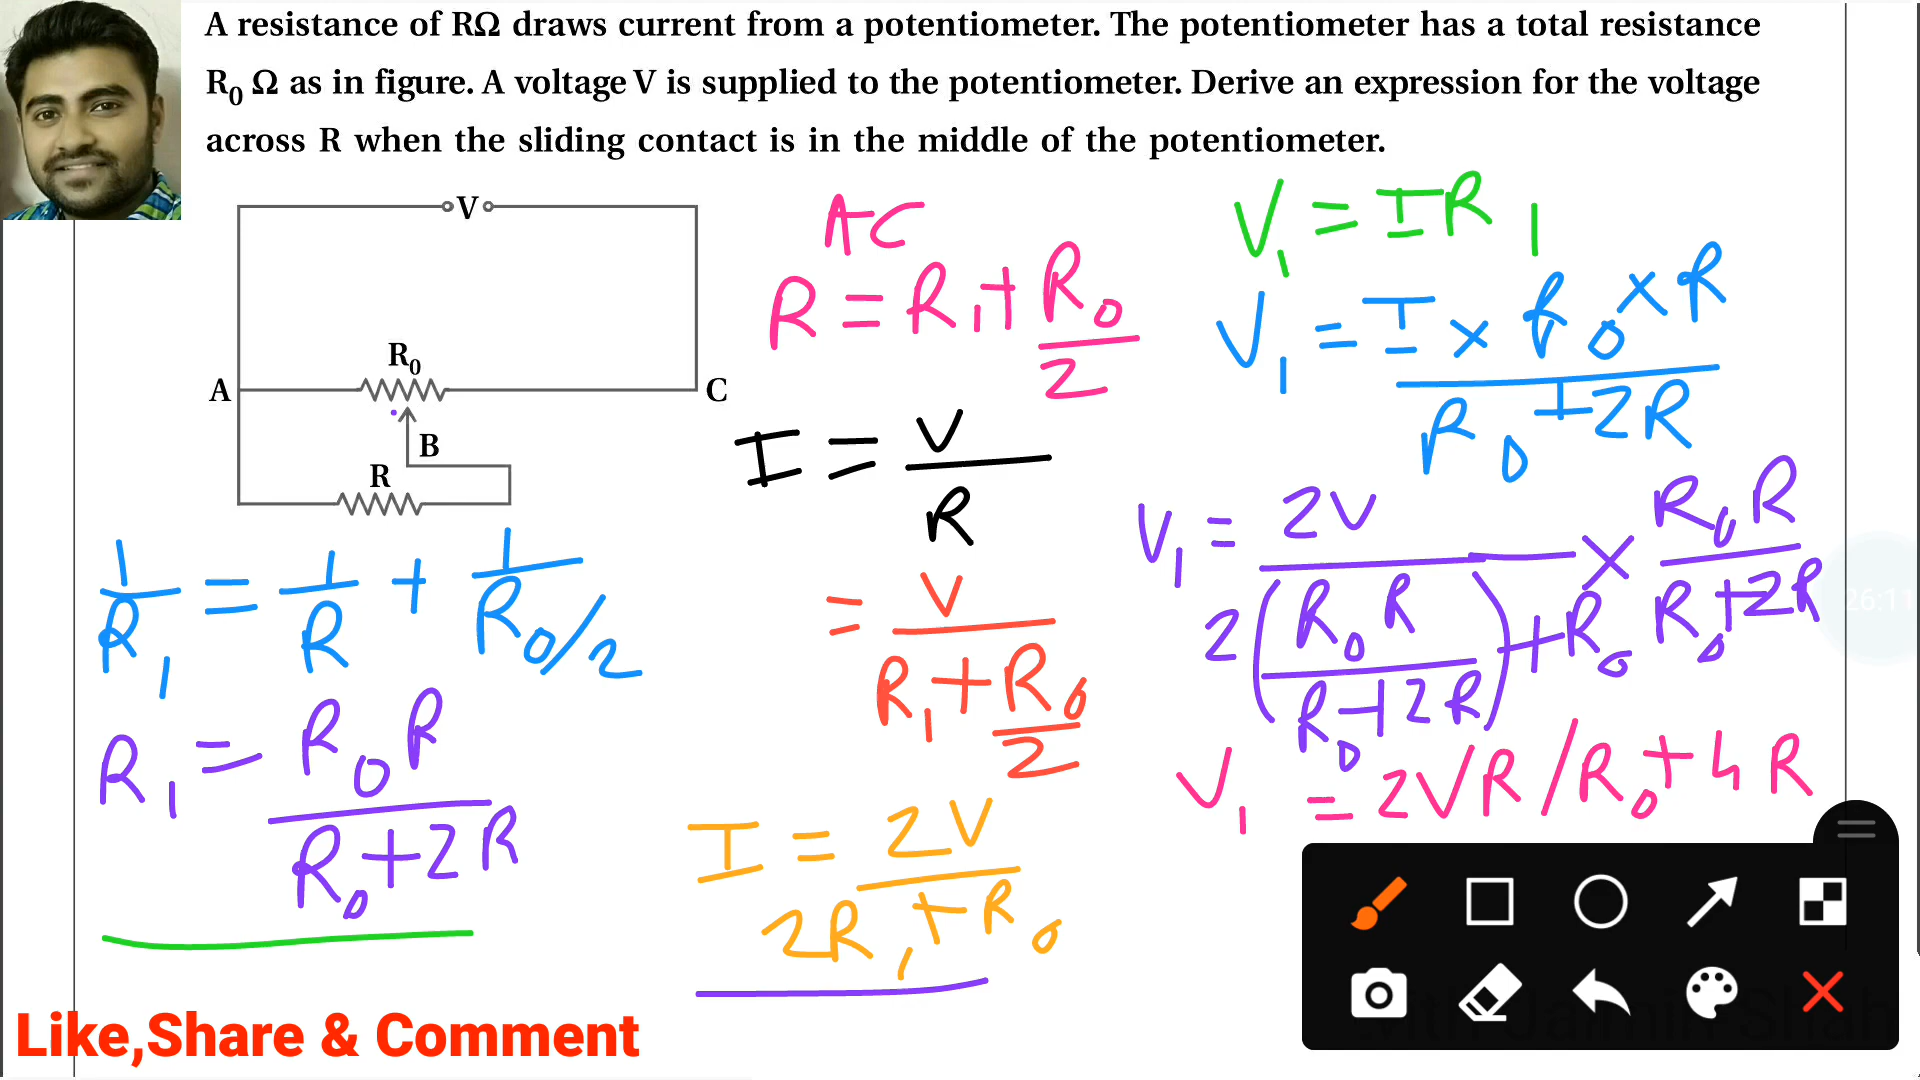 A resistance of RΩ draws current from a potentiometer. The potentiometer has a total resistance
R₀ Ω as in figure. A voltage V is supplied to the potentiometer. Derive an expression for the voltage
across R when the sliding contact is in the middle of the potentiometer.
V
R₀
A
C
B
R
1/R₁ = 1/R + 1/(R₀/2)
R₁ = R₀R/(R₀+2R)
AC
R = R₁ + R₀/2
I = V/R
= V/(R₁+R₀/2)
I = 2V/(2R₁+R₀)
V₁ = IR₁
V₁ = I × R₀×R/(R₀+2R)
V₁ = 2V/(2(R₀R/(R₀+2R))+R₀) × R₀R/(R₀+2R)
V₁ = 2VR/R₀+4R
26:11
Like,Share & Comment